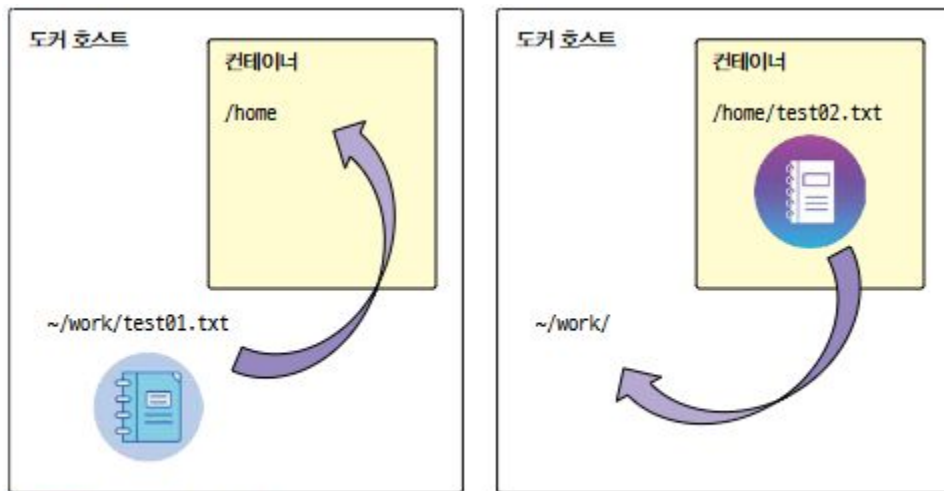 도커 호스트
컨테이너
/home
~/work/test01.txt
도커 호스트
컨테이너
/home/test02.txt
~/work/